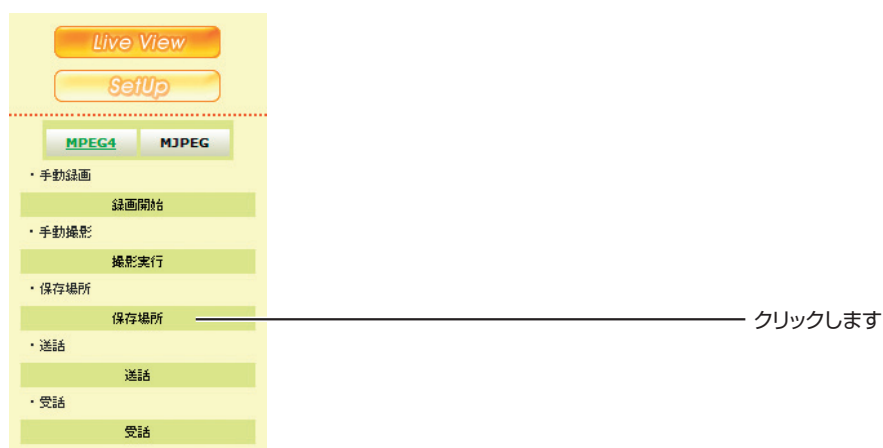 Live View
SetUp
MPEG4 MJPEG
・手動録画
録画開始
・手動撮影
撮影実行
・保存場所
保存場所
クリックします
・送話
送話
・受話
受話